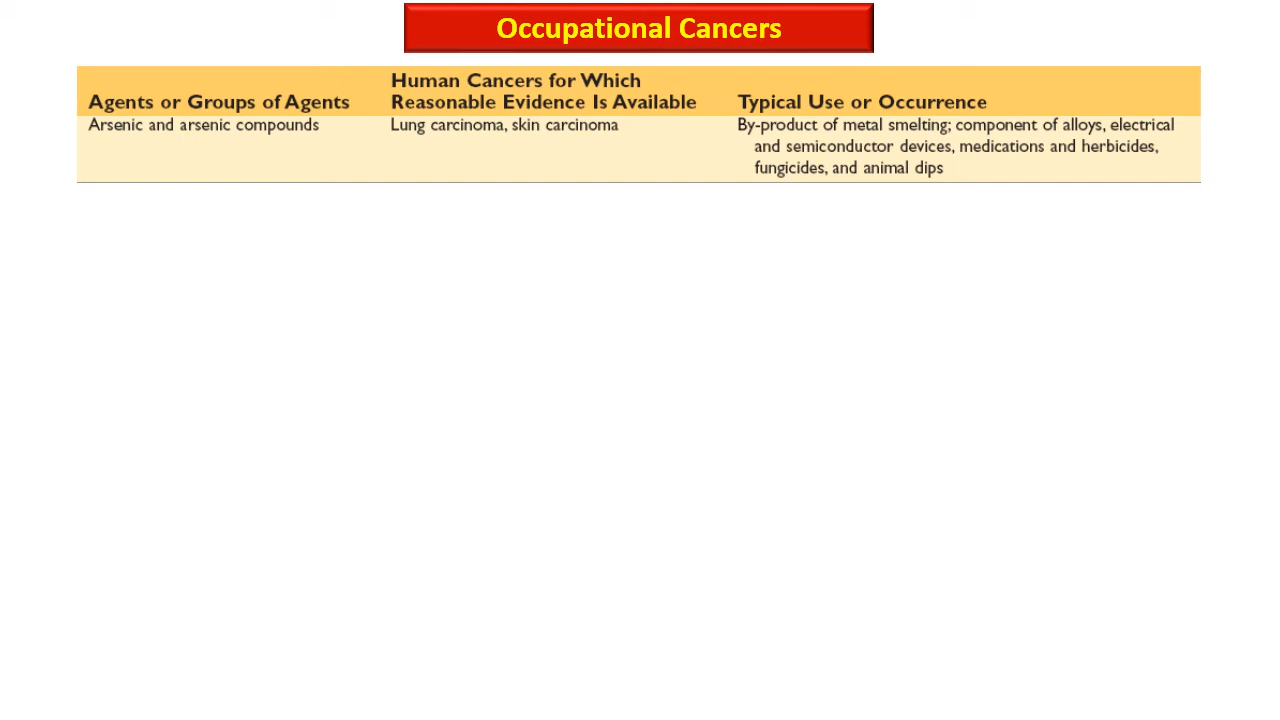 Occupational Cancers
Human Cancers for Which
Agents or Groups of Agents Reasonable Evidence Is Available Typical Use or Occurrence
Arsenic and arsenic compounds Lung carcinoma, skin carcinoma By-product of metal smelting; component of alloys, electrical
and semiconductor devices, medications and herbicides,
fungicides, and animal dips